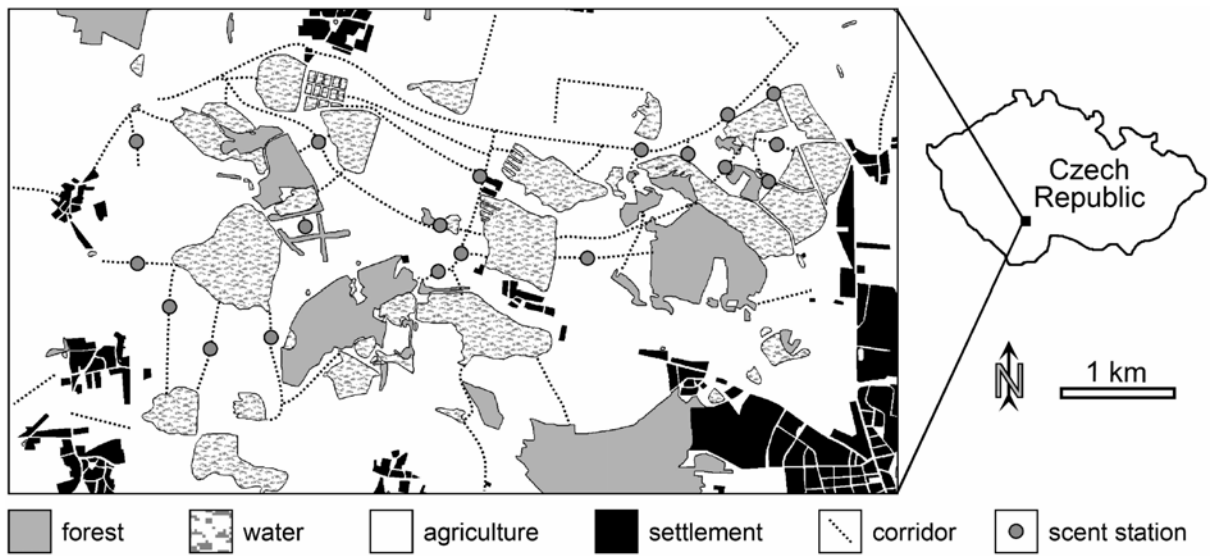 Czech
Republic
N
1 km
forest
water
agriculture
settlement
corridor
scent station